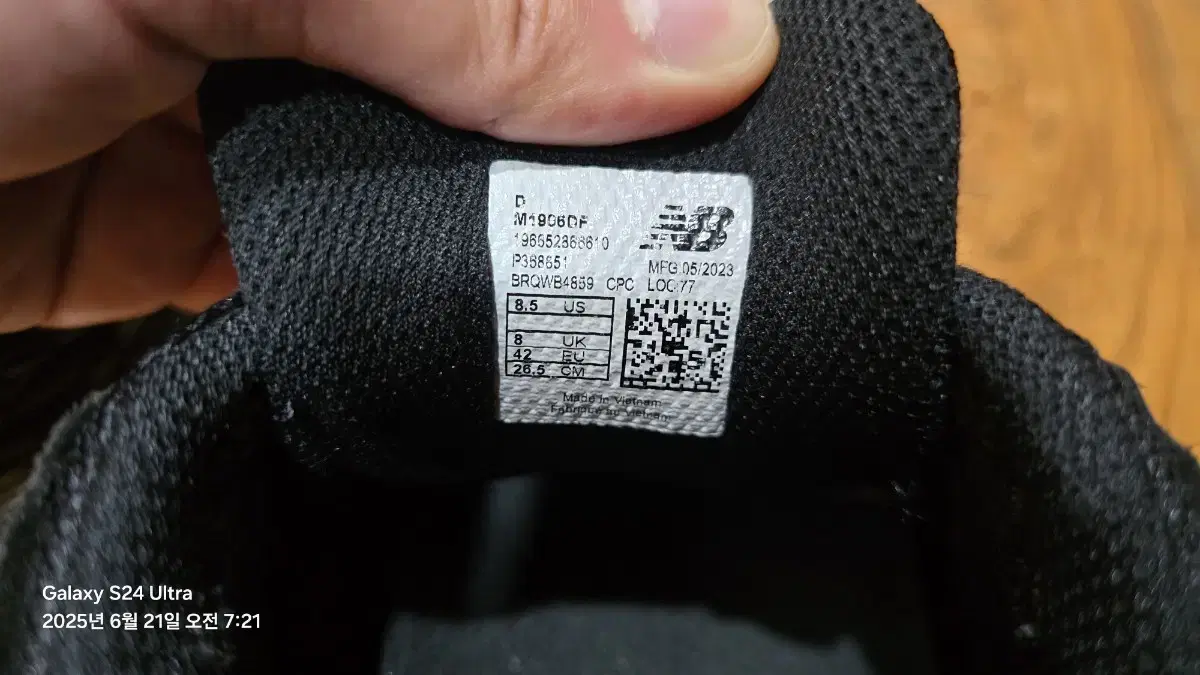 D
M1906DF
196652866610
P368651
MFG 05/2023
BRQWB4859 CPC LOC 77
8.5 US
8 UK
42 EU
26.5 CM
Made in Vietnam
Fabriqué au Vietnam
Galaxy S24 Ultra
2025년 6월 21일 오전 7:21